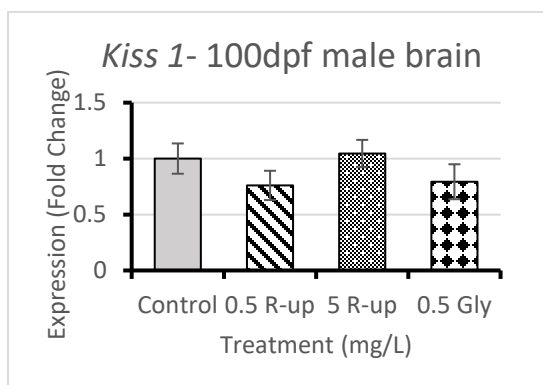 Kiss 1- 100dpf male brain
Expression (Fold Change)
1.5
1
0.5
0
Control 0.5 R-up 5 R-up 0.5 Gly
Treatment (mg/L)